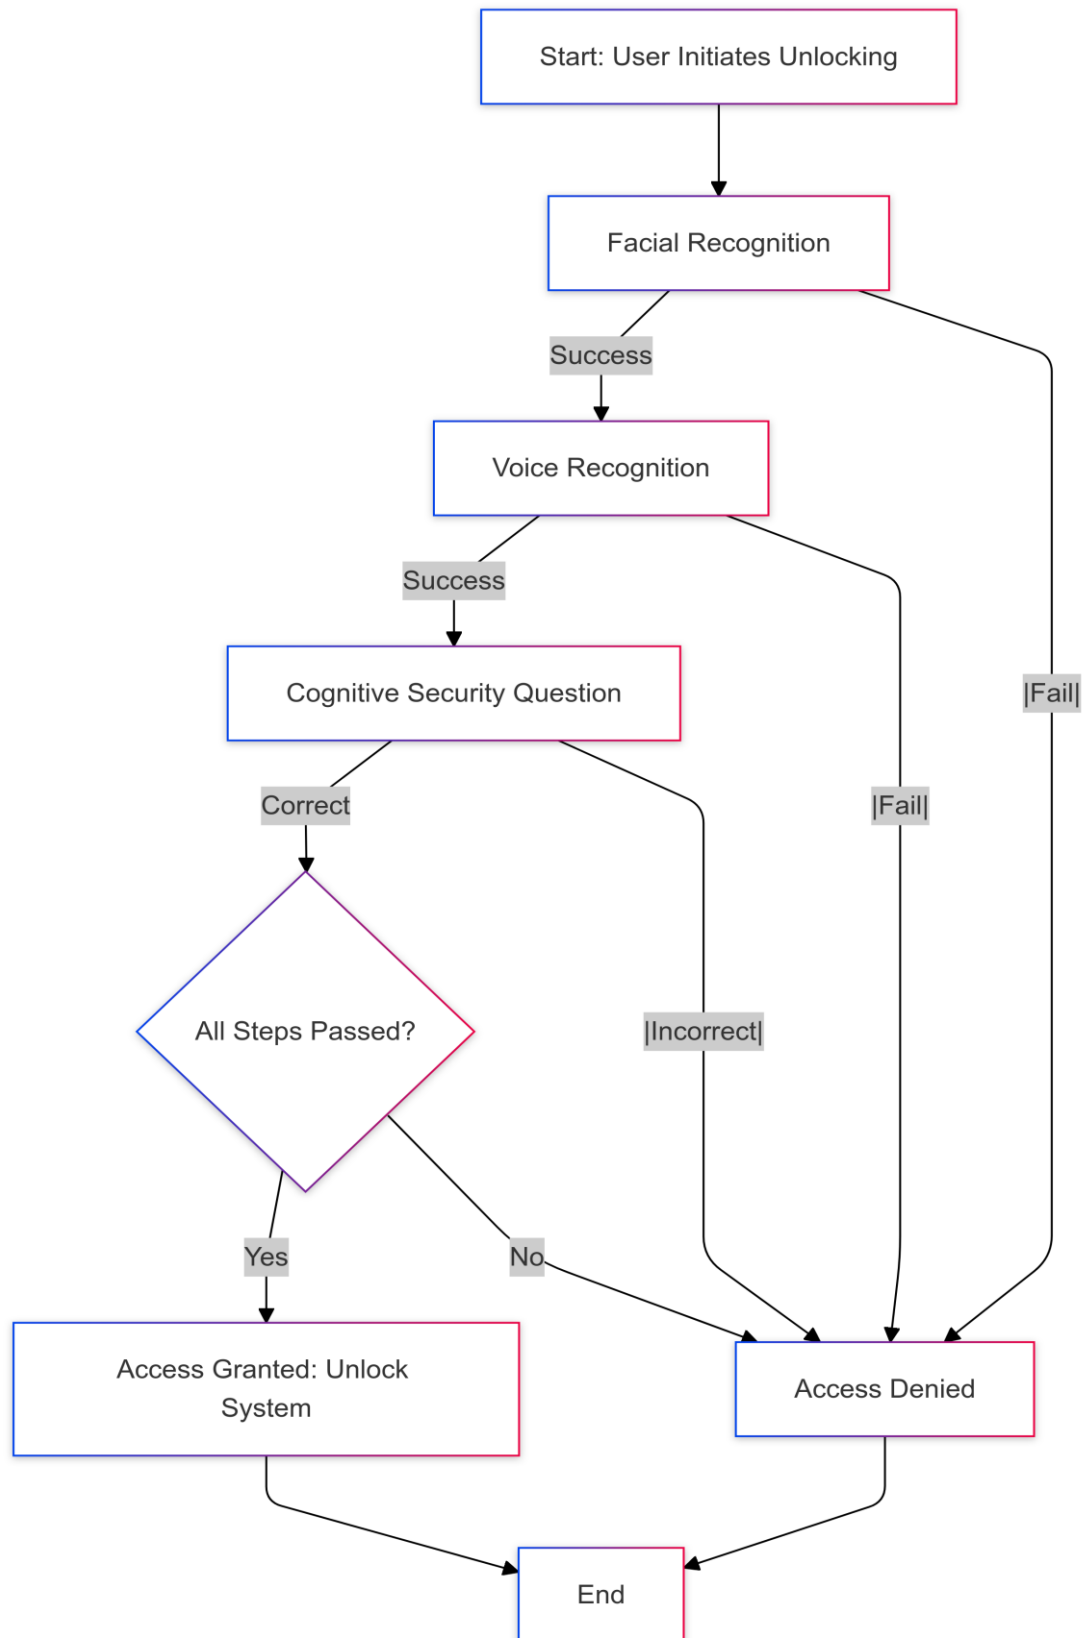 Start: User Initiates Unlocking
Facial Recognition
Success
Voice Recognition
Success
Cognitive Security Question
|Fail|
Correct
|Fail|
All Steps Passed?
|Incorrect|
Yes
No
Access Granted: Unlock
System
Access Denied
End